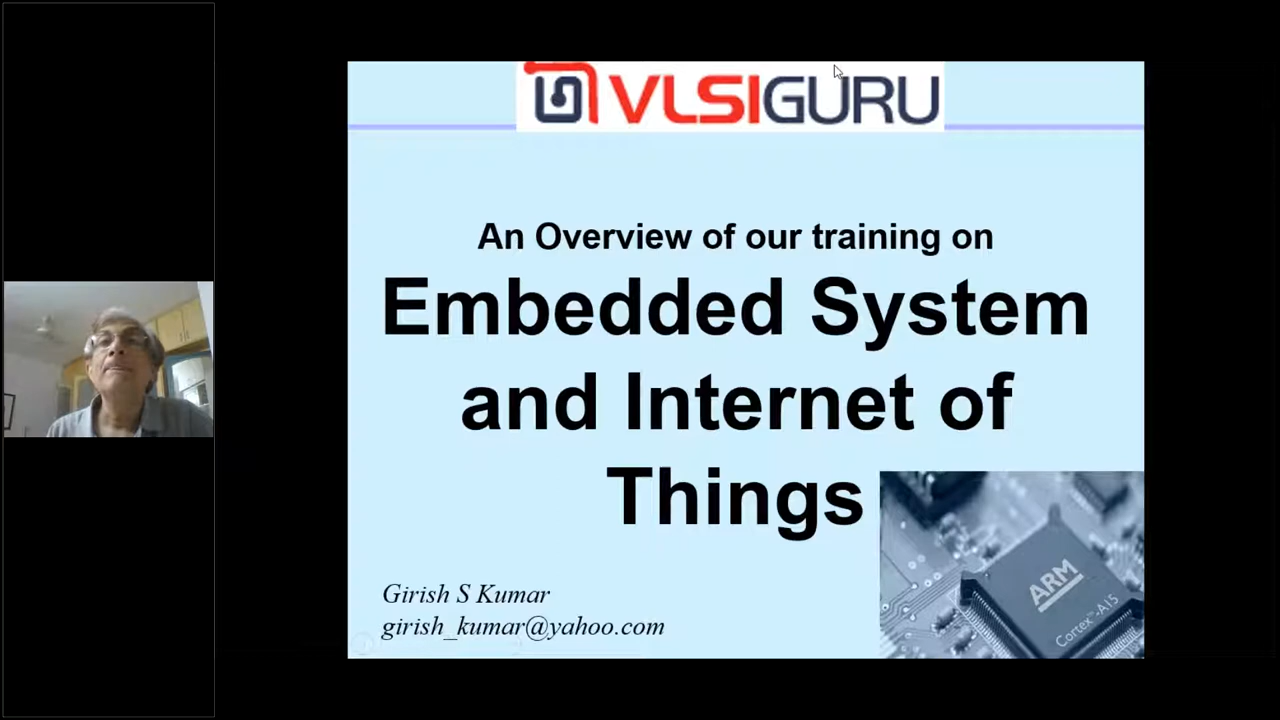 VLSIGURU
An Overview of our training on
Embedded System
and Internet of
Things
ARM
Cortex™-A15
Girish S Kumar
girish_kumar@yahoo.com